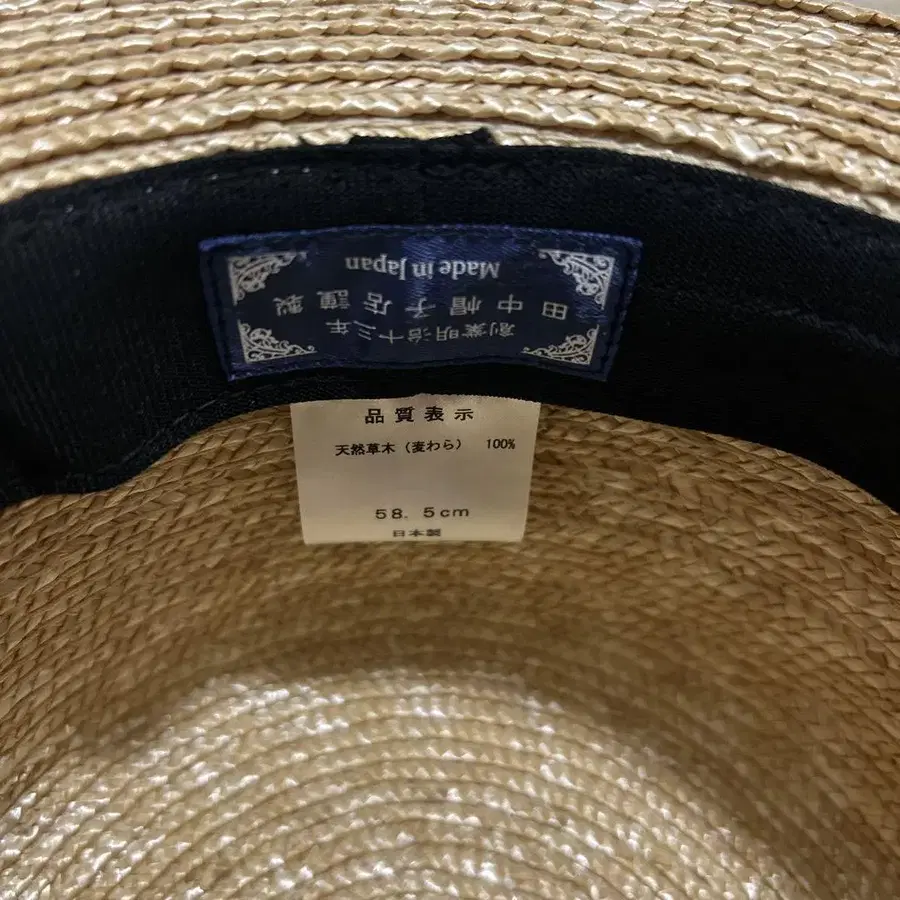 創業明治十三年
田中帽子店謹製
Made in Japan
品質表示
天然草木（麦わら） 100%
58.5cm
日本製